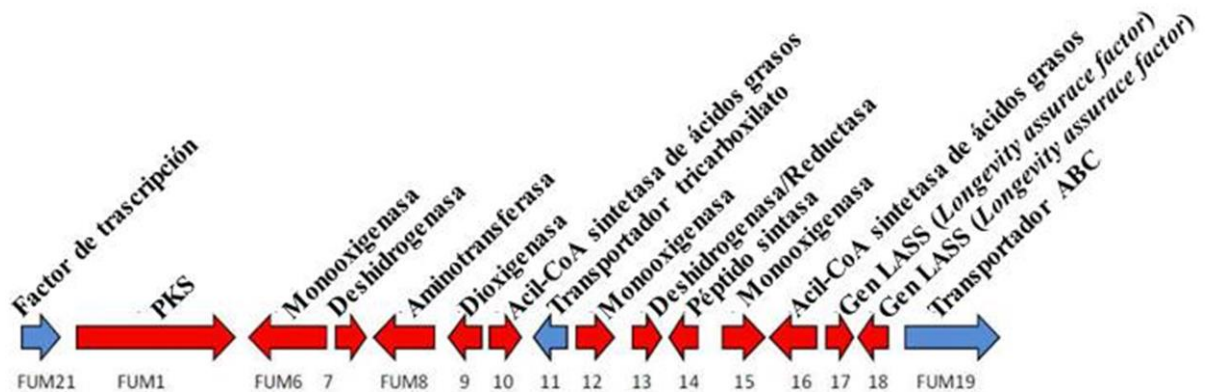 Factor de trascripción
PKS
Monooxigenasa
Deshidrogenasa
Aminotransferasa
Dioxigenasa
Acil-CoA sintetasa de ácidos grasos
Transportador tricarboxilato
Monooxigenasa
Deshidrogenasa/Reductasa
Péptido sintasa
Monooxigenasa
Acil-CoA sintetasa de ácidos grasos
Gen LASS (Longevity assurace factor)
Gen LASS (Longevity assurace factor)
Transportador ABC
FUM21 FUM1 FUM6 7 FUM8 9 10 11 12 13 14 15 16 17 18 FUM19